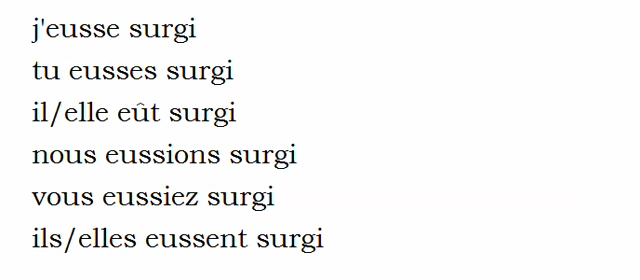 j'eusse surgi
tu eusses surgi
il/elle eût surgi
nous eussions surgi
vous eussiez surgi
ils/elles eussent surgi